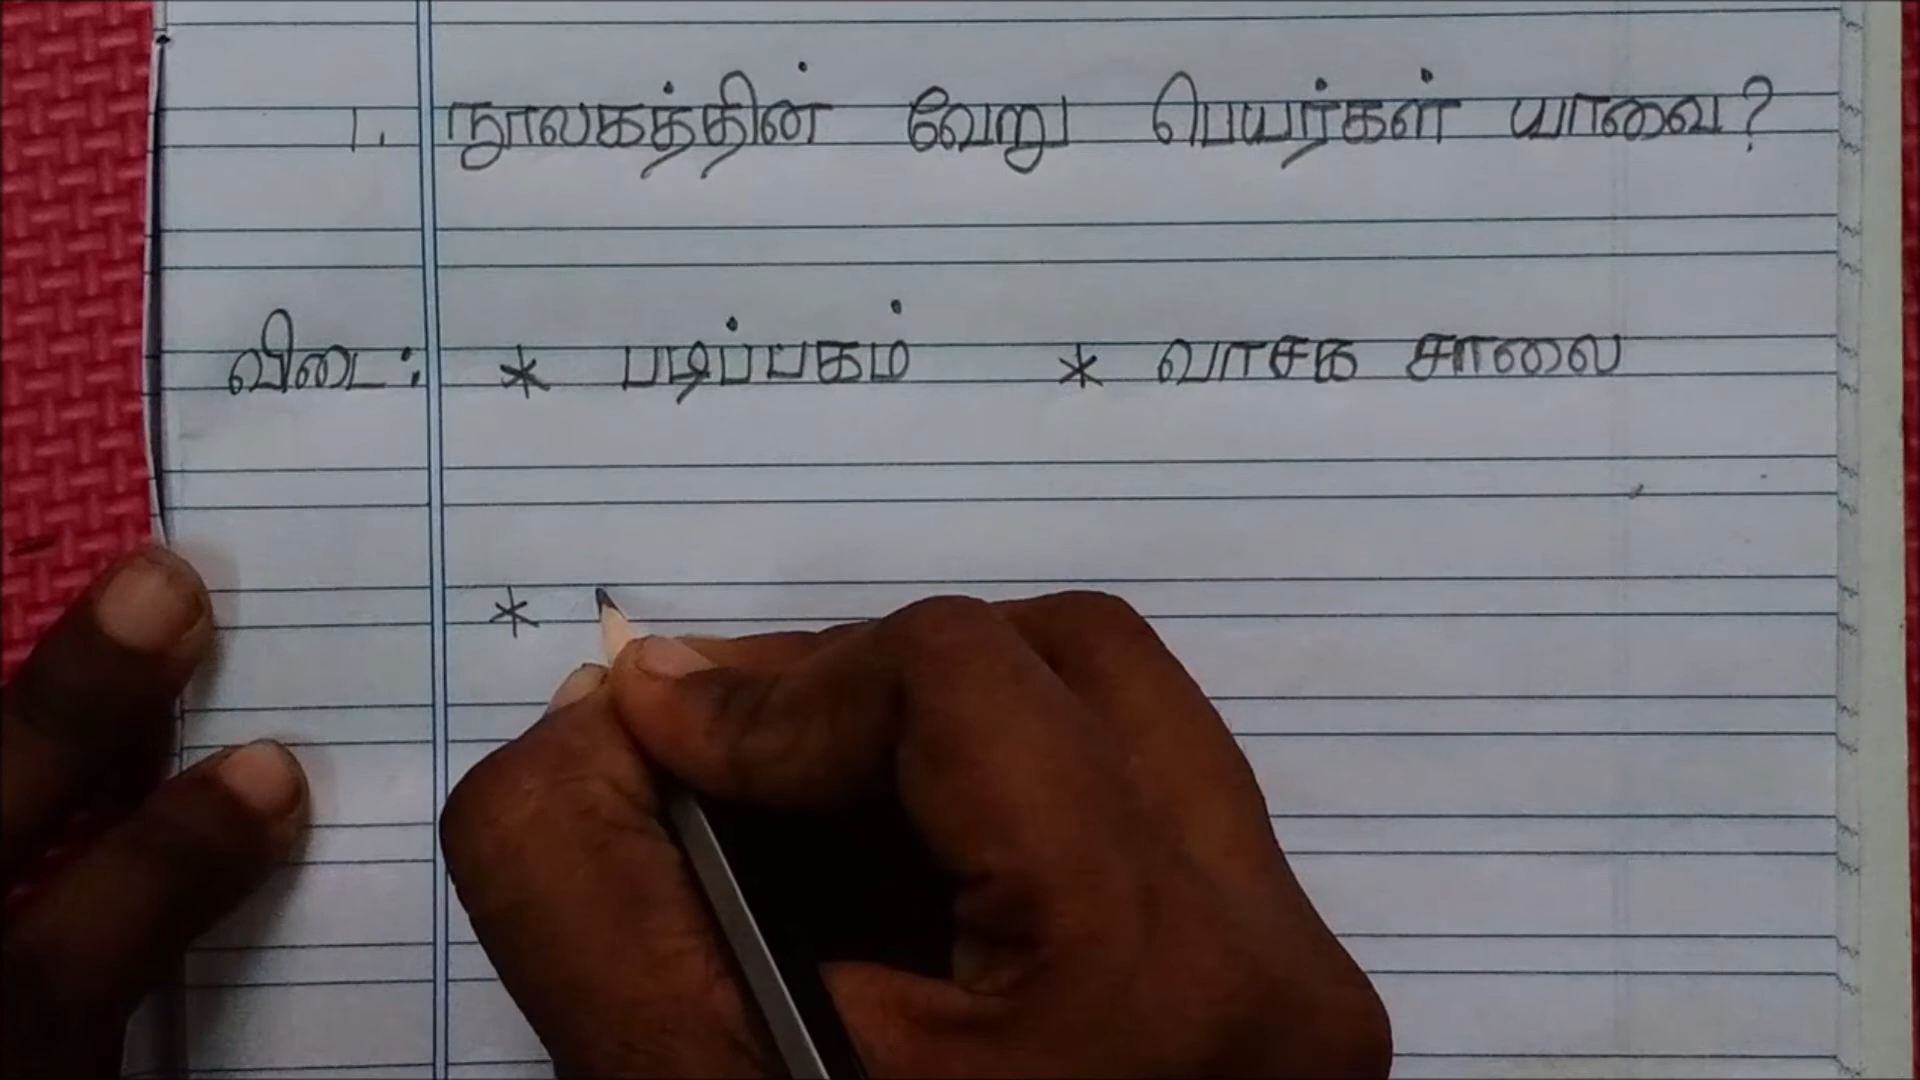 1. நூலகத்தின் வேறு பெயர்கள் யாவை?
விடை: * படிப்பகம் * வாசக சாலை
*